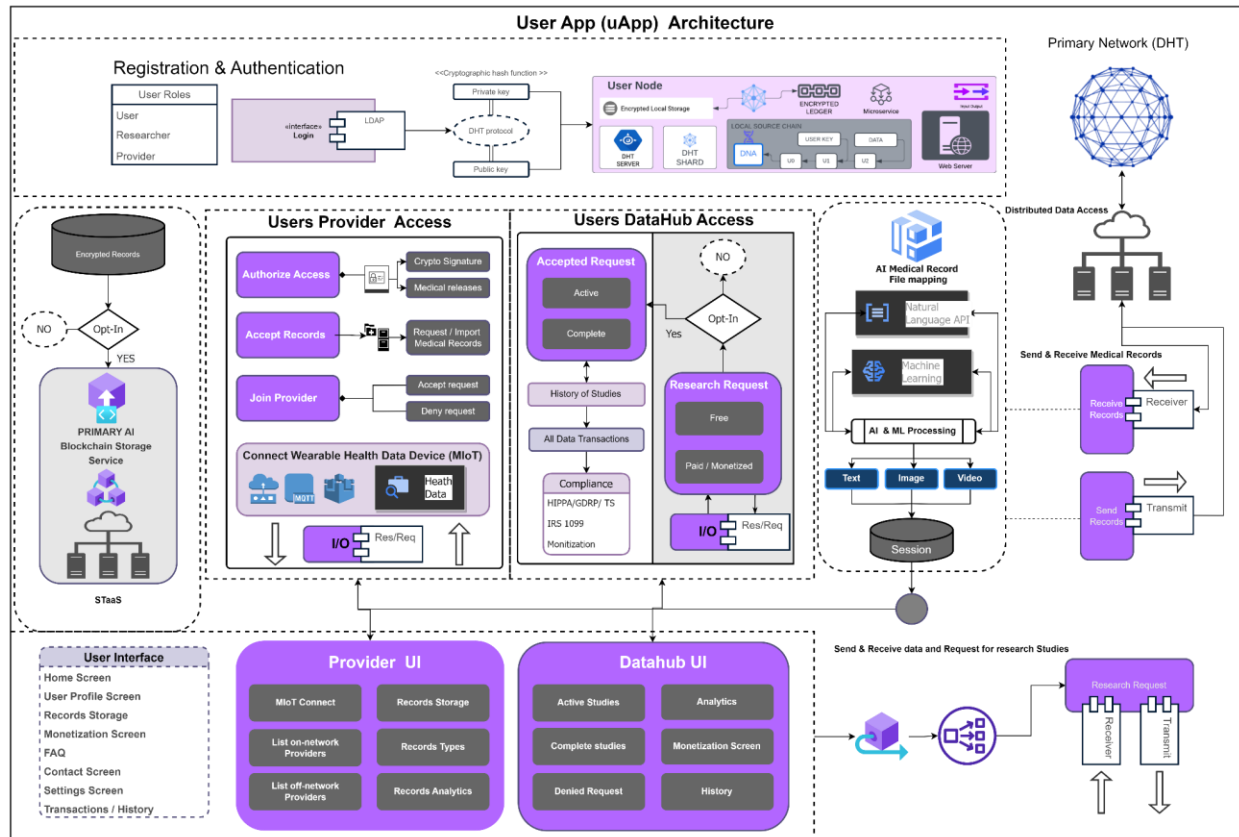 User App (uApp) Architecture
Registration & Authentication
User Roles
User
Researcher
Provider
«interface»
Login
LDAP
<<Cryptographic hash function >>
Private key
DHT protocol
Public key
User Node
Encrypted Local Storage
ENCRYPTED
LEDGER
Microservice
Input Output
DHT
SERVER
DHT
SHARD
LOCAL SOURCE CHAIN
DNA
USER KEY
DATA
U0
U1
U2
Web Server
Primary Network (DHT)
Distributed Data Access
Encrypted Records
NO
Opt-In
YES
PRIMARY AI
Blockchain Storage
Service
STaaS
Users Provider Access
Authorize Access
Crypto Signature
Medical releases
Accept Records
Request / Import
Medical Records
Join Provider
Accept request
Deny request
Connect Wearable Health Data Device (MIoT)
MQTT
Heath
Data
I/O
Res/Req
Users DataHub Access
Accepted Request
Active
Complete
History of Studies
All Data Transactions
Compliance
HIPPA/GDRP/ TS
IRS 1099
Monitization
NO
Yes
Opt-In
Research Request
Free
Paid / Monetized
I/O
Res/Req
AI Medical Record
File mapping
Natural
Language API
Machine
Learning
AI & ML Processing
Text
Image
Video
Session
Send & Receive Medical Records
Receive
Records
Receiver
Send
Records
Transmit
User Interface
Home Screen
User Profile Screen
Records Storage
Monetization Screen
FAQ
Contact Screen
Settings Screen
Transactions / History
Provider UI
MIoT Connect
Records Storage
List on-network
Providers
Records Types
List off-network
Providers
Records Analytics
Datahub UI
Active Studies
Analytics
Complete studies
Monetization Screen
Denied Request
History
Send & Receive data and Request for research Studies
Research Request
Receiver
Transmit